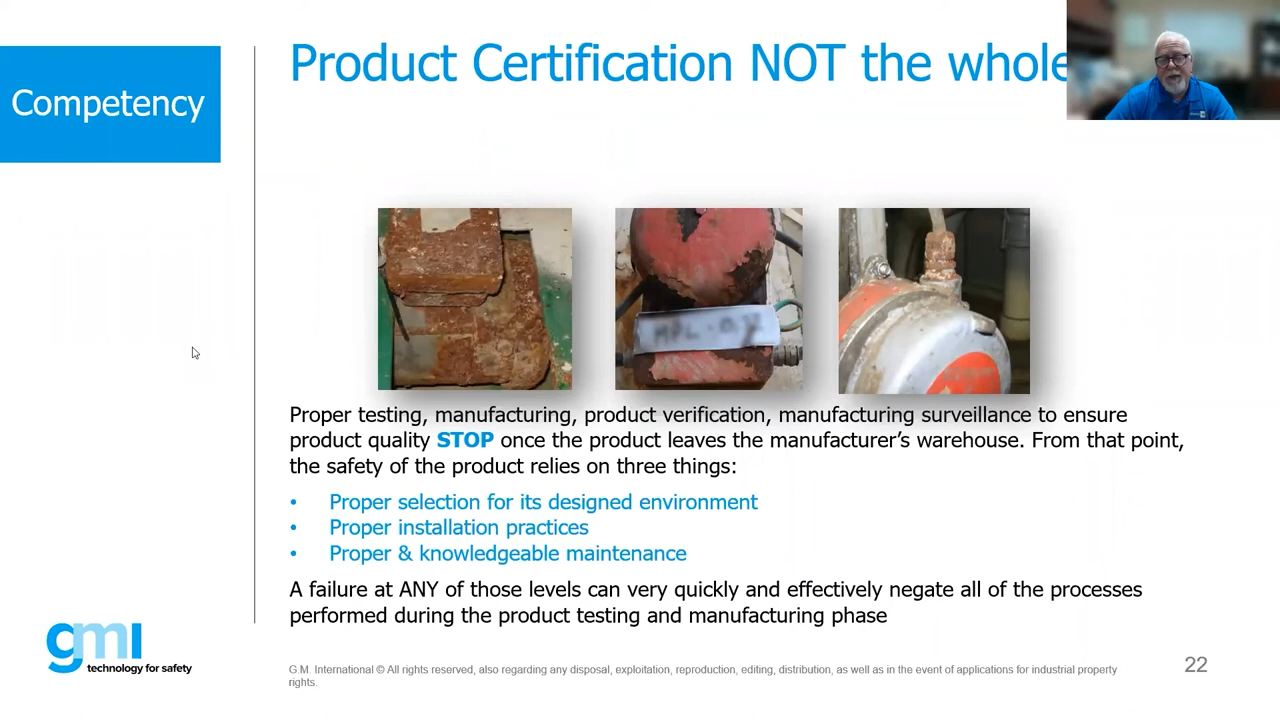 Competency
Product Certification NOT the whole
Proper testing, manufacturing, product verification, manufacturing surveillance to ensure
product quality STOP once the product leaves the manufacturer’s warehouse. From that point,
the safety of the product relies on three things:
• Proper selection for its designed environment
• Proper installation practices
• Proper & knowledgeable maintenance
A failure at ANY of those levels can very quickly and effectively negate all of the processes
performed during the product testing and manufacturing phase
gmi
technology for safety
G.M. International © All rights reserved, also regarding any disposal, exploitation, reproduction, editing, distribution, as well as in the event of applications for industrial property
rights.
22